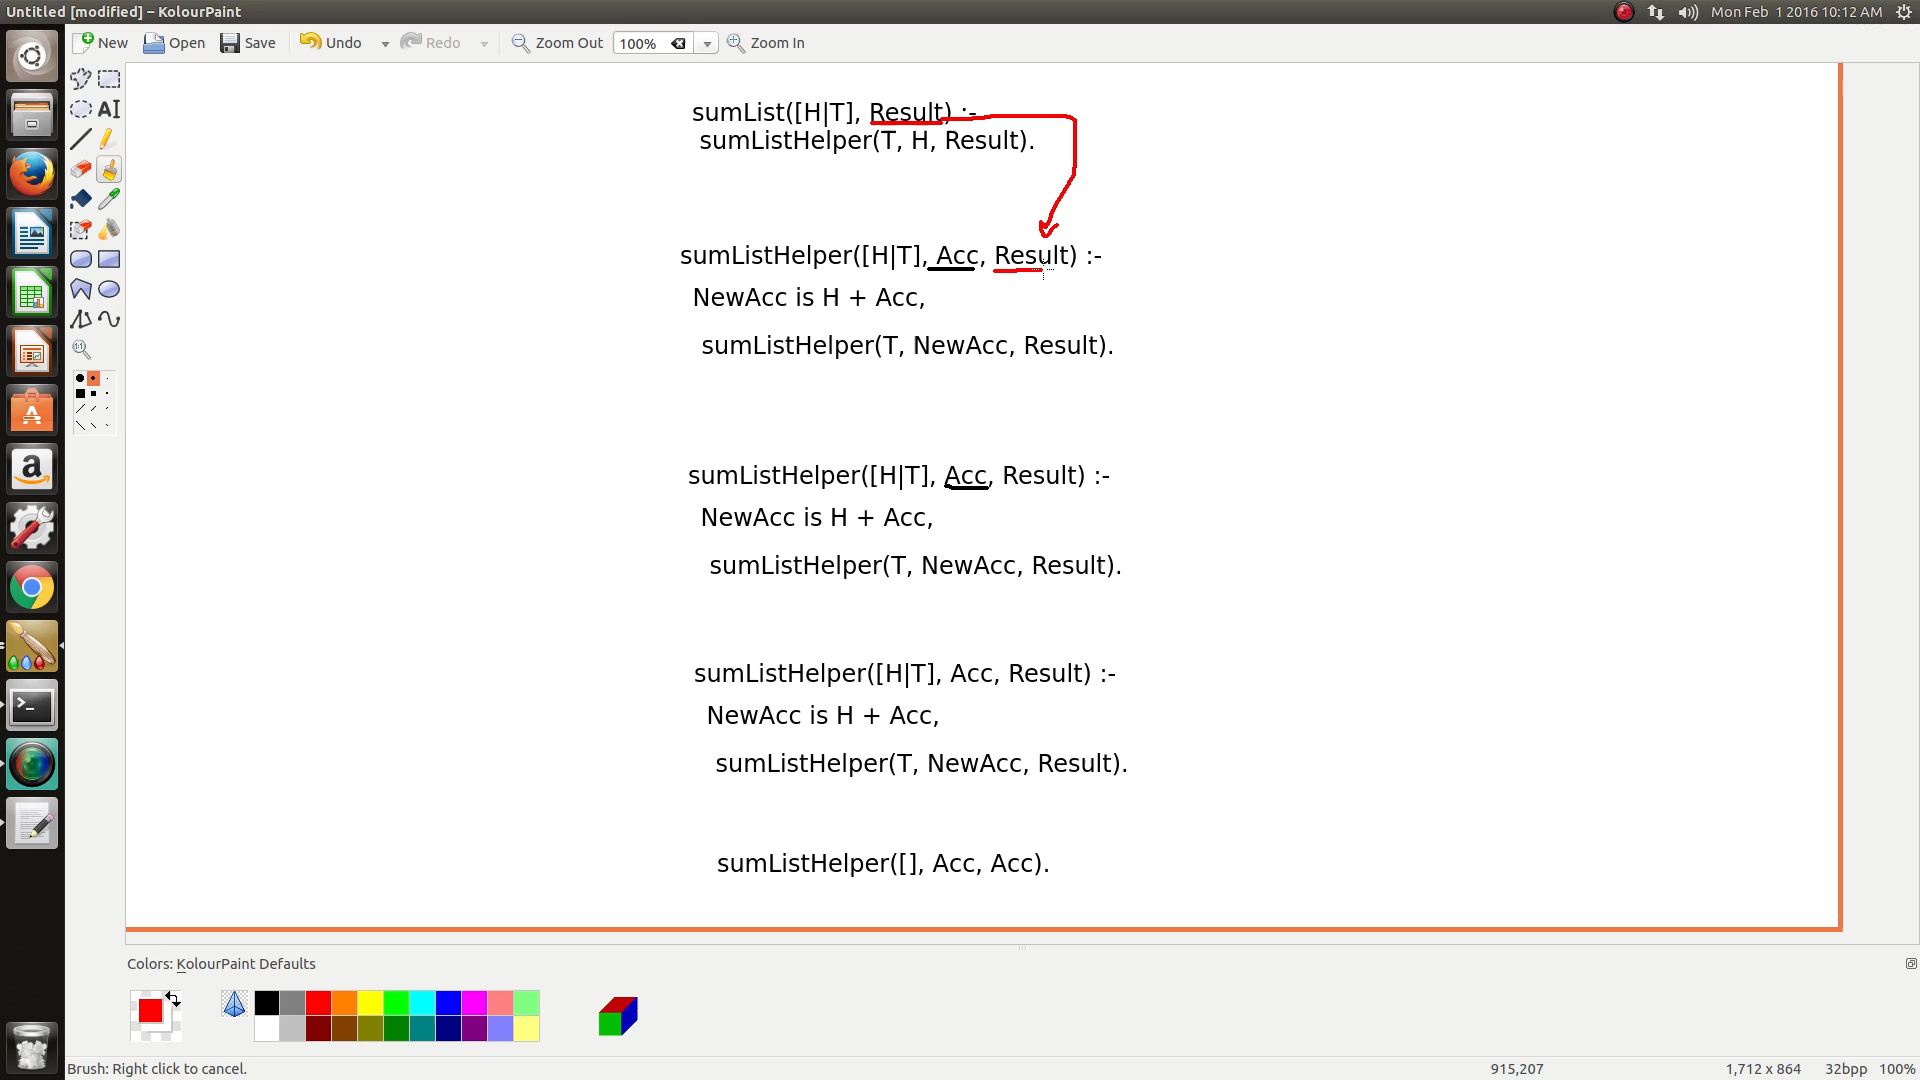 Untitled [modified] – KolourPaint
Mon Feb 1 2016 10:12 AM
New Open Save Undo Redo Zoom Out 100% Zoom In
sumList([H|T], Result) :-
sumListHelper(T, H, Result).
sumListHelper([H|T], Acc, Result) :-
NewAcc is H + Acc,
sumListHelper(T, NewAcc, Result).
sumListHelper([H|T], Acc, Result) :-
NewAcc is H + Acc,
sumListHelper(T, NewAcc, Result).
sumListHelper([H|T], Acc, Result) :-
NewAcc is H + Acc,
sumListHelper(T, NewAcc, Result).
sumListHelper([], Acc, Acc).
Colors: KolourPaint Defaults
Brush: Right click to cancel. 915,207 1,712 x 864 32bpp 100%